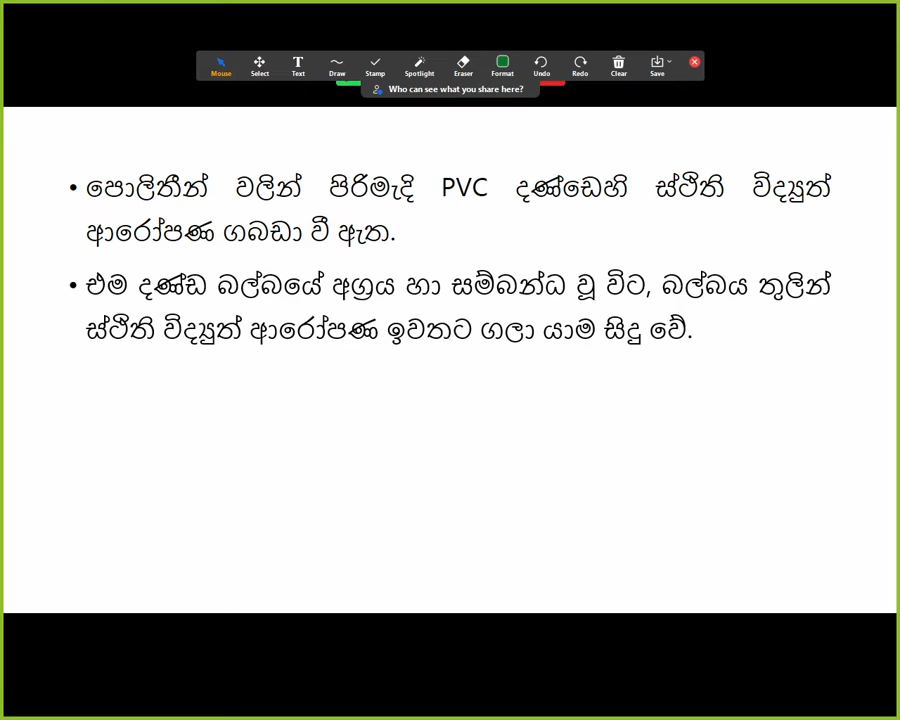 Mouse Select Text Draw Stamp Spotlight Eraser Format Undo Redo Clear Save
Who can see what you share here?
• පොලිතීන් වලින් පිරිමැදි PVC දණ්ඩෙහි ස්ථිති විද්‍යුත්
ආරෝපණ ගබඩා වී ඇත.
• එම දණ්ඩ බල්බයේ අග්‍රය හා සම්බන්ධ වූ විට, බල්බය තුලින්
ස්ථිති විද්‍යුත් ආරෝපණ ඉවතට ගලා යාම සිදු වේ.